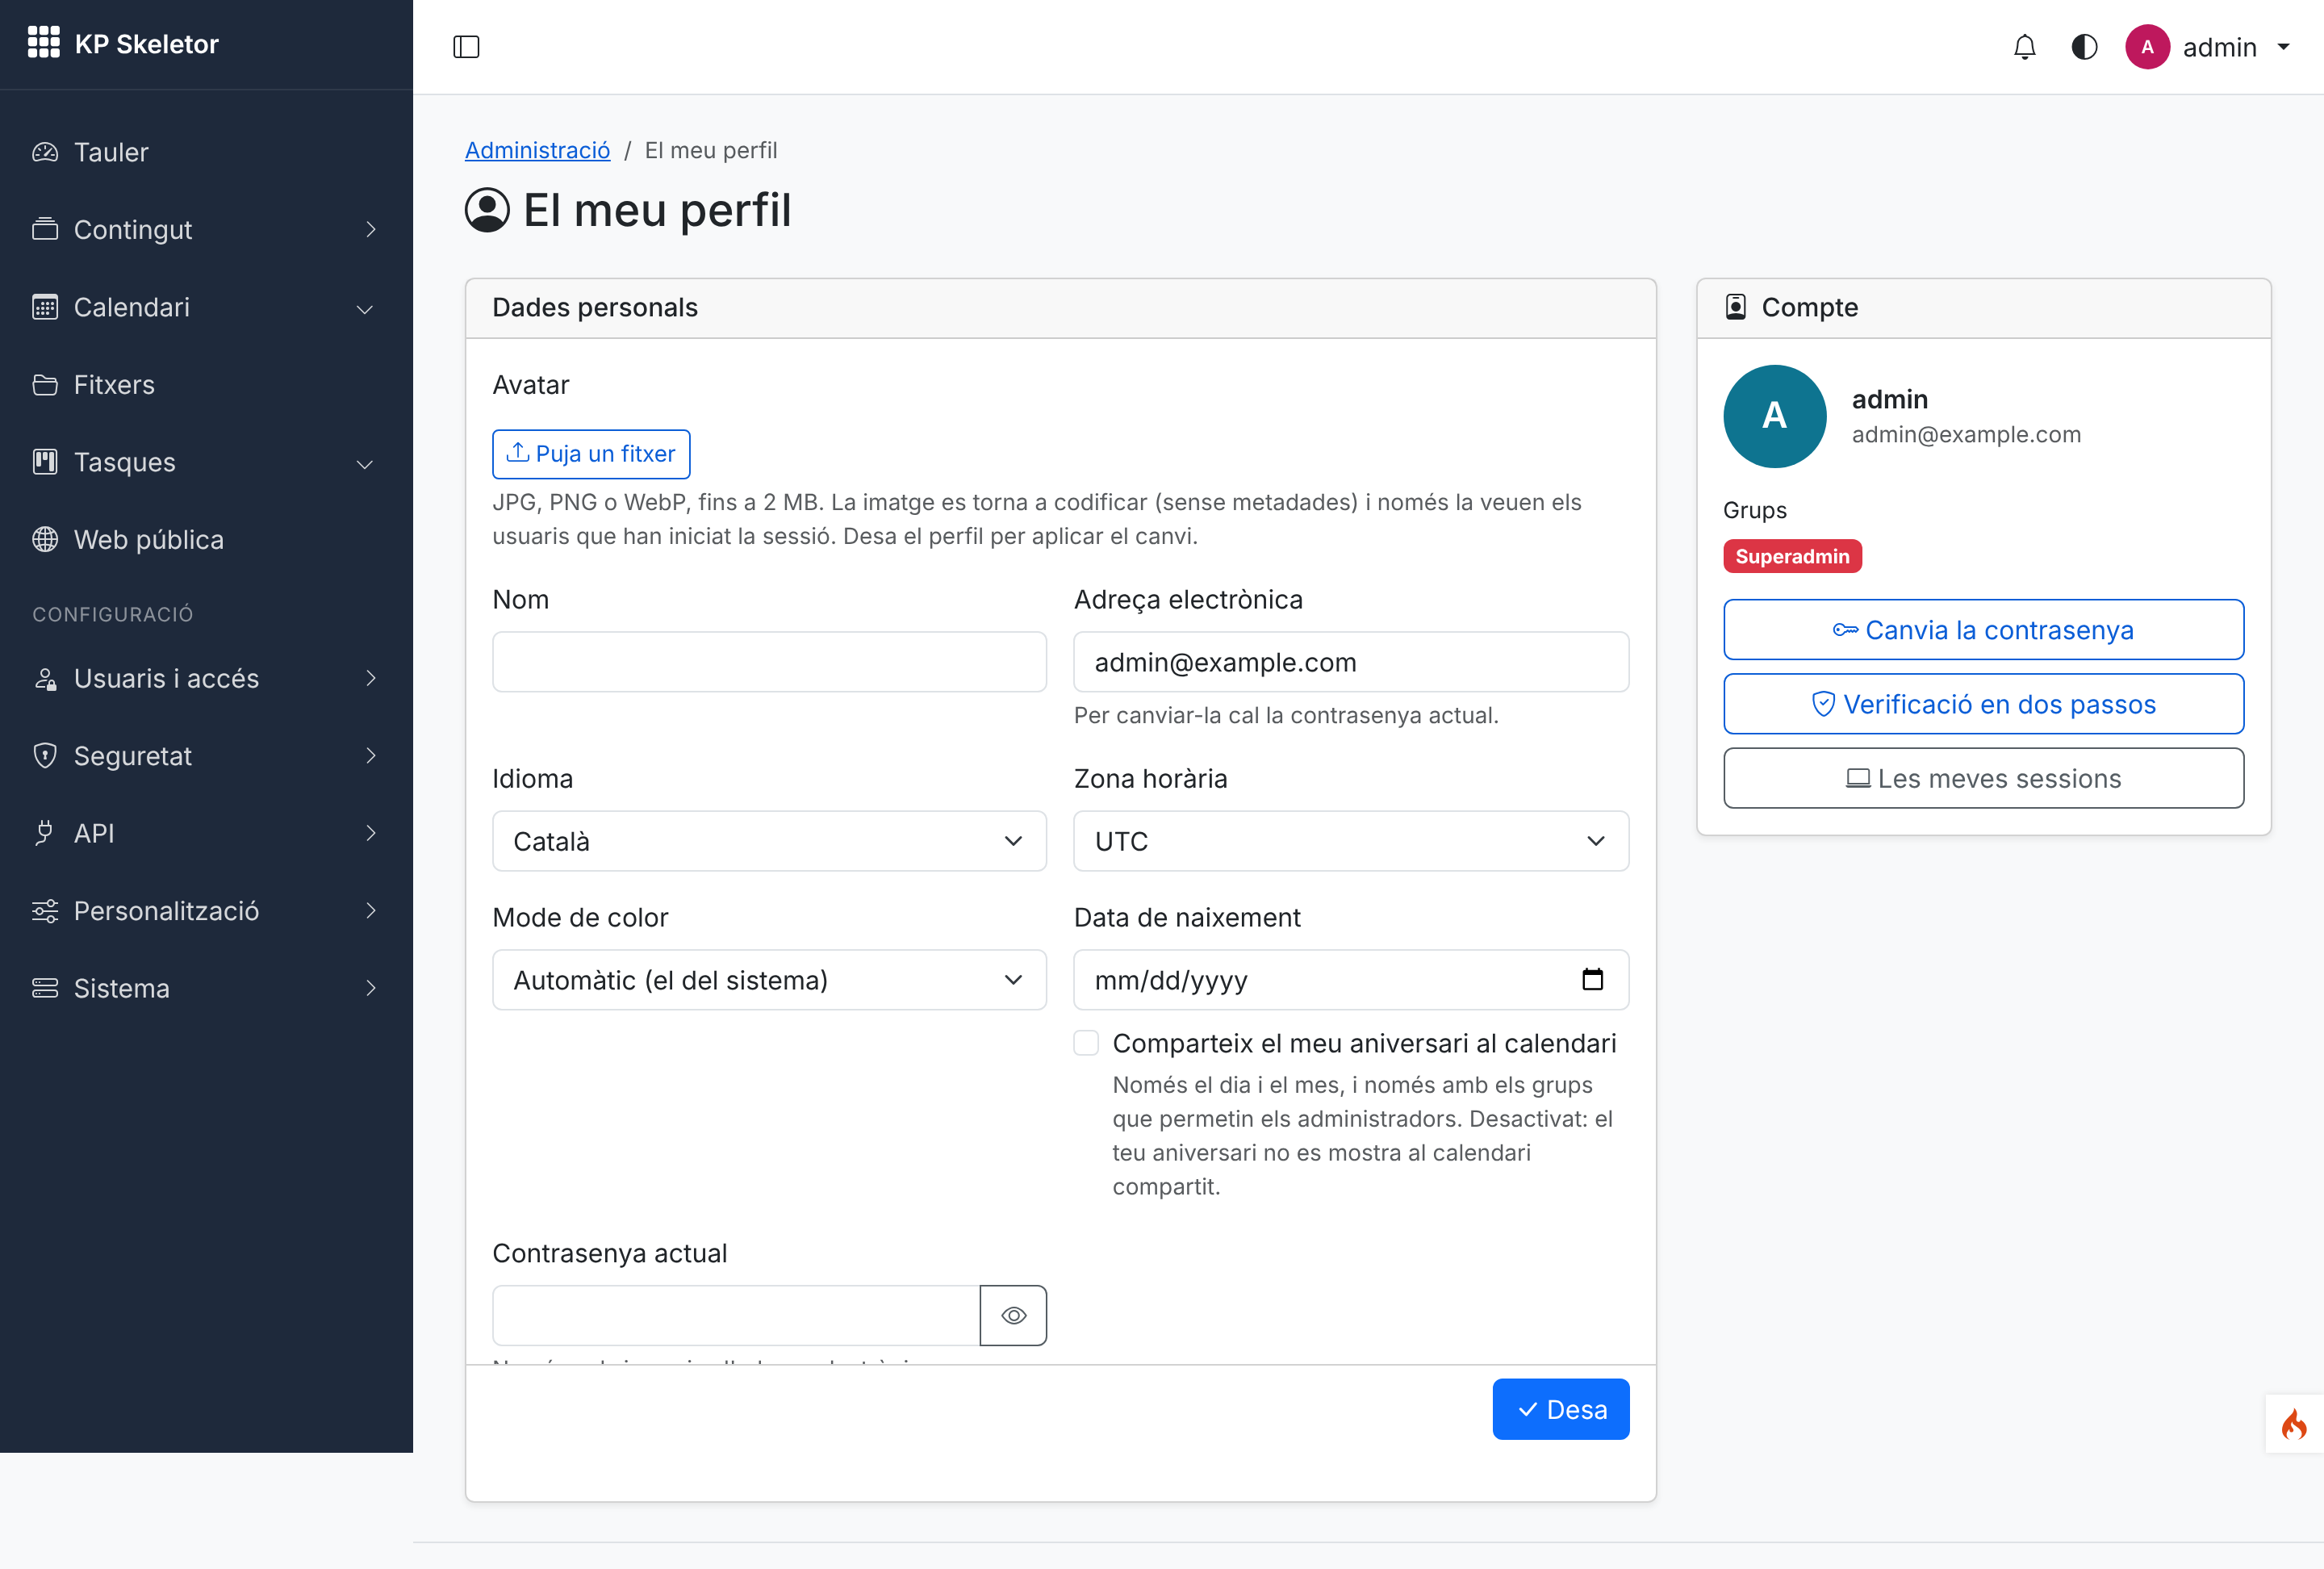 KP Skeletor
A admin
Tauler
Contingut
Calendari
Fitxers
Tasques
Web pública
CONFIGURACIÓ
Usuaris i accés
Seguretat
API
Personalització
Sistema
Administració / El meu perfil
El meu perfil
Dades personals
Avatar
Puja un fitxer
JPG, PNG o WebP, fins a 2 MB. La imatge es torna a codificar (sense metadades) i només la veuen els
usuaris que han iniciat la sessió. Desa el perfil per aplicar el canvi.
Nom
Adreça electrònica
admin@example.com
Per canviar-la cal la contrasenya actual.
Idioma
Català
Zona horària
UTC
Mode de color
Automàtic (el del sistema)
Data de naixement
mm/dd/yyyy
Comparteix el meu aniversari al calendari
Només el dia i el mes, i només amb els grups
que permetin els administradors. Desactivat: el
teu aniversari no es mostra al calendari
compartit.
Contrasenya actual
Desa
Compte
A
admin
admin@example.com
Grups
Superadmin
Canvia la contrasenya
Verificació en dos passos
Les meves sessions